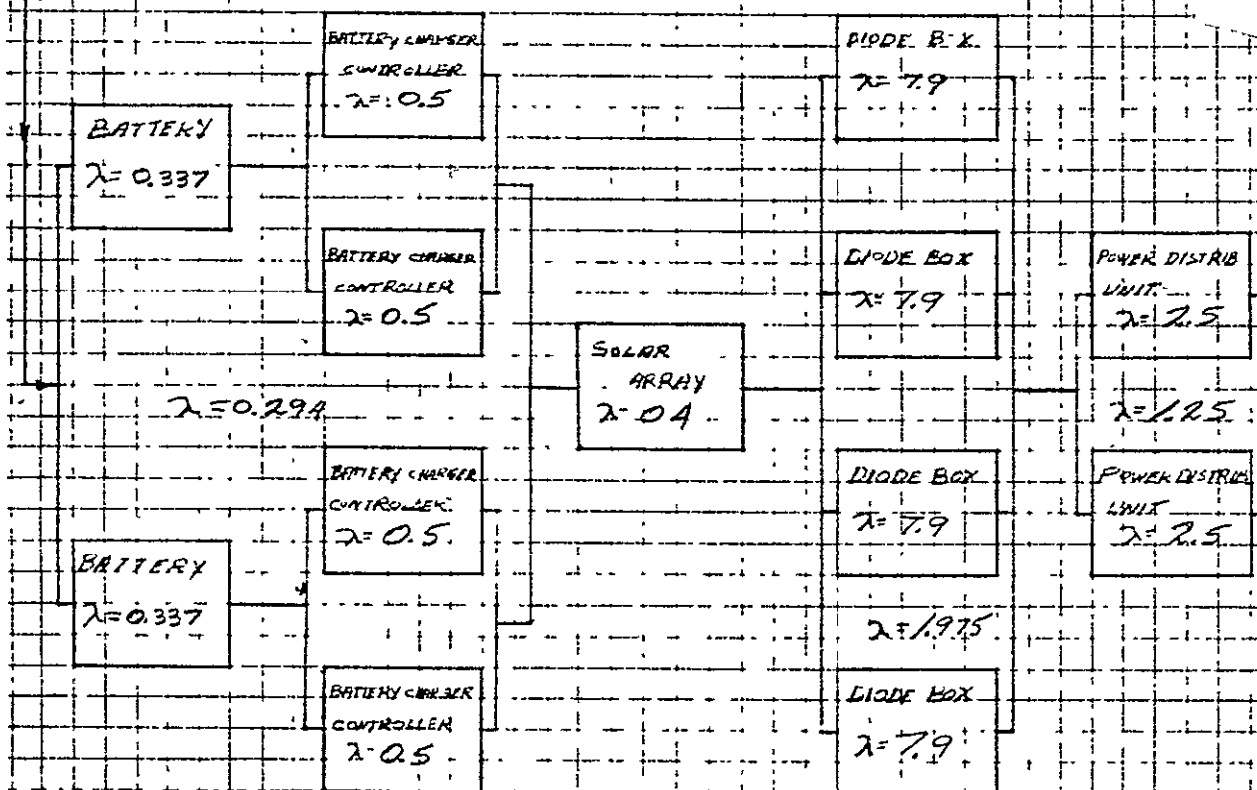 BATTERY CHARGER
CONTROLLER
λ = 0.5
DIODE B X
λ = 7.9
BATTERY
λ = 0.337
BATTERY CHARGER
CONTROLLER
λ = 0.5
DIODE BOX
λ = 7.9
POWER DISTRIB
UNIT
λ = 2.5
SOLAR
ARRAY
λ - 0.4
λ = 0.294
λ = 1.25
BATTERY CHARGER
CONTROLLER
λ = 0.5
DIODE BOX
λ = 7.9
POWER DISTRIB
UNIT
λ = 2.5
BATTERY
λ = 0.337
λ = 1.975
BATTERY CHARGER
CONTROLLER
λ - 0.5
DIODE BOX
λ = 7.9